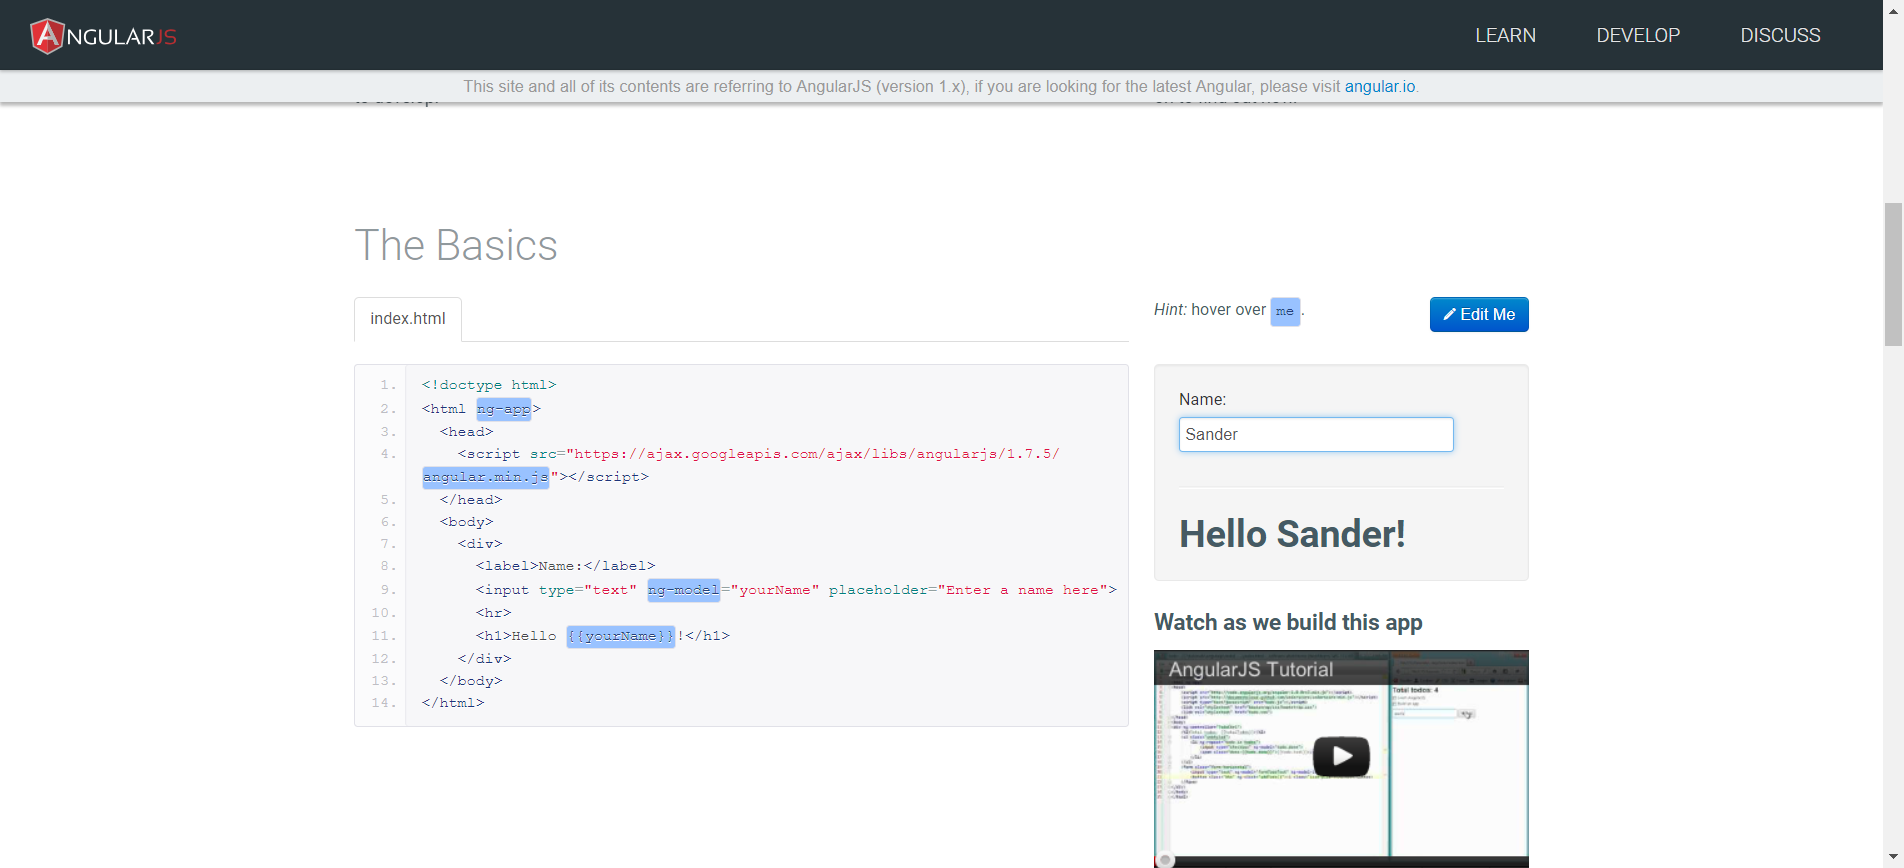 ANGULARJS
LEARN DEVELOP DISCUSS
This site and all of its contents are referring to AngularJS (version 1.x), if you are looking for the latest Angular, please visit angular.io.
The Basics
index.html
Hint: hover over me.
Edit Me
1. <!doctype html>
2. <html ng-app>
3. <head>
4. <script src="https://ajax.googleapis.com/ajax/libs/angularjs/1.7.5/
angular.min.js"></script>
5. </head>
6. <body>
7. <div>
8. <label>Name:</label>
9. <input type="text" ng-model="yourName" placeholder="Enter a name here">
10. <hr>
11. <h1>Hello {{yourName}}!</h1>
12. </div>
13. </body>
14. </html>
Name:
Sander
Hello Sander!
Watch as we build this app
AngularJS Tutorial
Total todos: 4